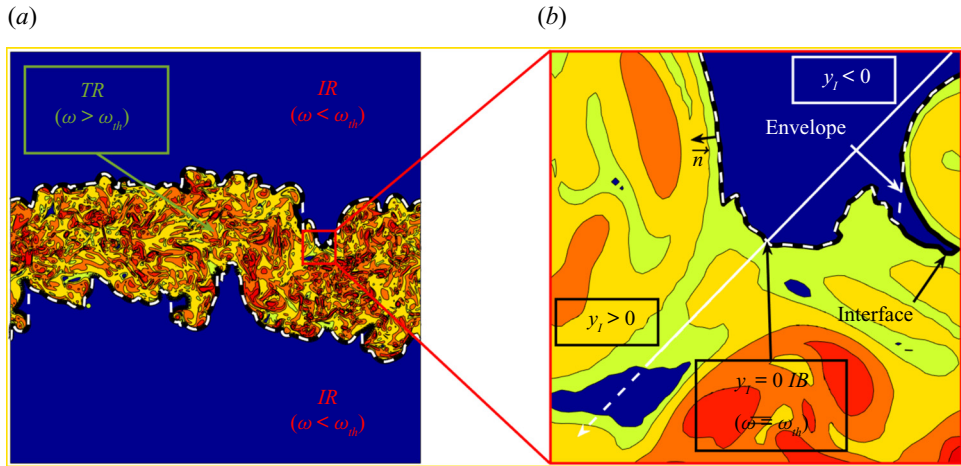 (a)
TR
(ω > ω_th)
IR
(ω < ω_th)
IR
(ω < ω_th)
(b)
y_I < 0
Envelope
n⃗
y_I > 0
Interface
y_I = 0 IB
(ω = ω_th)